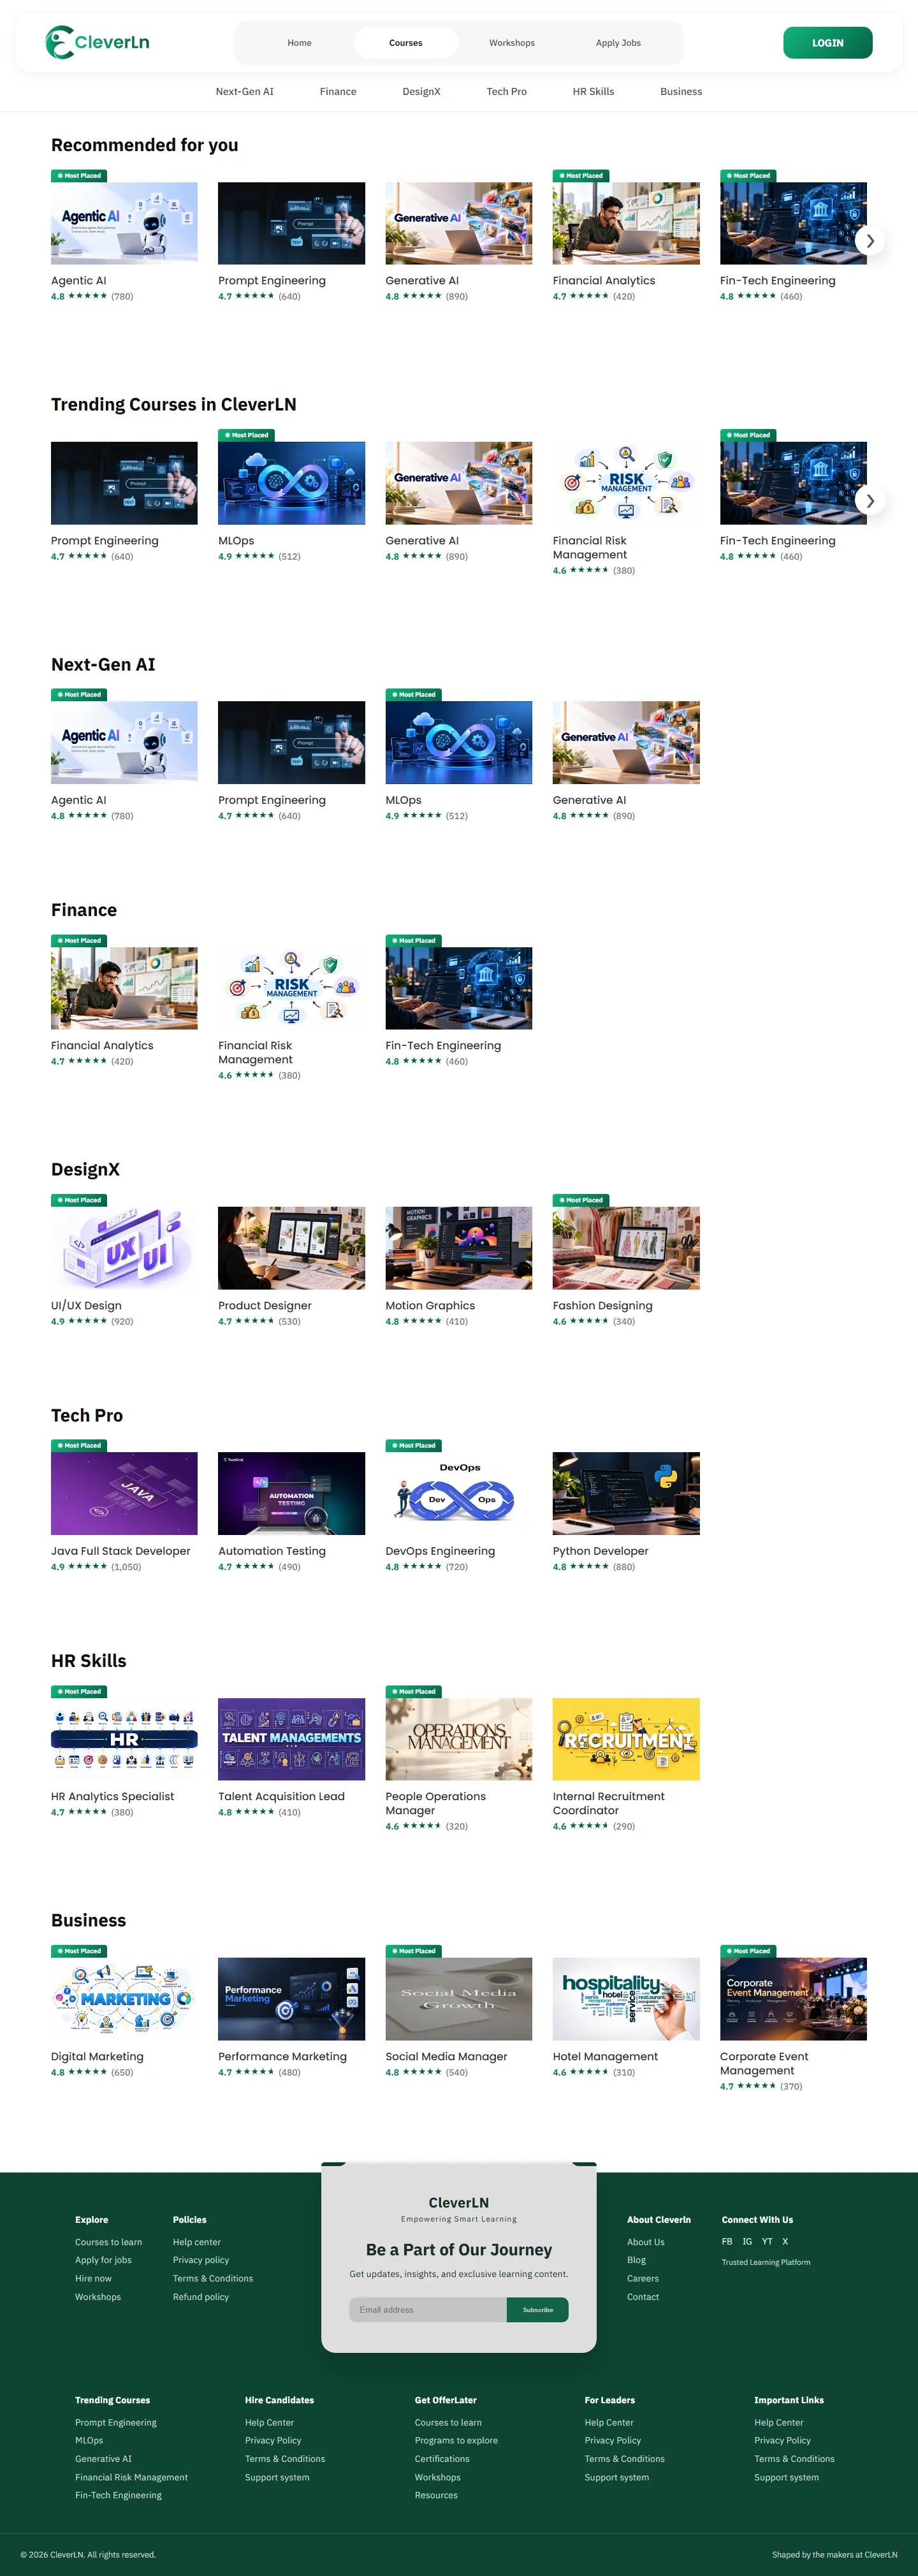 CleverLn
Home
Courses
Workshops
Apply Jobs
LOGIN
Next-Gen AI
Finance
DesignX
Tech Pro
HR Skills
Business
Recommended for you
Most Placed
Most Placed
Most Placed
Agentic AI
Prompt
TEXT
Generative AI
Agentic AI
Prompt Engineering
Generative AI
Financial Analytics
Fin-Tech Engineering
4.8 ★★★★★ (780)
4.7 ★★★★★ (640)
4.8 ★★★★★ (890)
4.7 ★★★★★ (420)
4.8 ★★★★★ (460)
Trending Courses in CleverLN
Most Placed
Most Placed
Prompt
TEXT
Generative AI
RISK
MANAGEMENT
Prompt Engineering
MLOps
Generative AI
Financial Risk
Management
Fin-Tech Engineering
4.7 ★★★★★ (640)
4.9 ★★★★★ (512)
4.8 ★★★★★ (890)
4.6 ★★★★★ (380)
4.8 ★★★★★ (460)
Next-Gen AI
Most Placed
Most Placed
Agentic AI
Prompt
TEXT
Generative AI
Agentic AI
Prompt Engineering
MLOps
Generative AI
4.8 ★★★★★ (780)
4.7 ★★★★★ (640)
4.9 ★★★★★ (512)
4.8 ★★★★★ (890)
Finance
Most Placed
Most Placed
RISK
MANAGEMENT
Financial Analytics
Financial Risk
Management
Fin-Tech Engineering
4.7 ★★★★★ (420)
4.6 ★★★★★ (380)
4.8 ★★★★★ (460)
DesignX
Most Placed
Most Placed
UX
UI
MOTION
GRAPHICS
UI/UX Design
Product Designer
Motion Graphics
Fashion Designing
4.9 ★★★★★ (920)
4.7 ★★★★★ (530)
4.8 ★★★★★ (410)
4.6 ★★★★★ (340)
Tech Pro
Most Placed
Most Placed
JAVA
AUTOMATION
TESTING
DevOps
Dev
Ops
Java Full Stack Developer
Automation Testing
DevOps Engineering
Python Developer
4.9 ★★★★★ (1,050)
4.7 ★★★★★ (490)
4.8 ★★★★★ (720)
4.8 ★★★★★ (880)
HR Skills
Most Placed
Most Placed
HR
TALENT MANAGEMENTS
OPERATIONS
MANAGEMENT
RECRUITMENT
HR Analytics Specialist
Talent Acquisition Lead
People Operations
Manager
Internal Recruitment
Coordinator
4.7 ★★★★★ (380)
4.8 ★★★★★ (410)
4.6 ★★★★★ (320)
4.6 ★★★★★ (290)
Business
Most Placed
Most Placed
Most Placed
MARKETING
Performance
Marketing
Social Media
Growth
hospitality
hotel
service
Corporate
Event Management
Digital Marketing
Performance Marketing
Social Media Manager
Hotel Management
Corporate Event
Management
4.8 ★★★★★ (650)
4.7 ★★★★★ (480)
4.8 ★★★★★ (540)
4.6 ★★★★★ (310)
4.7 ★★★★★ (370)
Explore
Courses to learn
Apply for jobs
Hire now
Workshops
Policies
Help center
Privacy policy
Terms & Conditions
Refund policy
CleverLN
Empowering Smart Learning
Be a Part of Our Journey
Get updates, insights, and exclusive learning content.
Email address
Subscribe
About Cleverln
About Us
Blog
Careers
Contact
Connect With Us
FB IG YT X
Trusted Learning Platform
Trending Courses
Prompt Engineering
MLOps
Generative AI
Financial Risk Management
Fin-Tech Engineering
Hire Candidates
Help Center
Privacy Policy
Terms & Conditions
Support system
Get OfferLater
Courses to learn
Programs to explore
Certifications
Workshops
Resources
For Leaders
Help Center
Privacy Policy
Terms & Conditions
Support system
Important Links
Help Center
Privacy Policy
Terms & Conditions
Support system
© 2026 CleverLN. All rights reserved.
Shaped by the makers at CleverLN